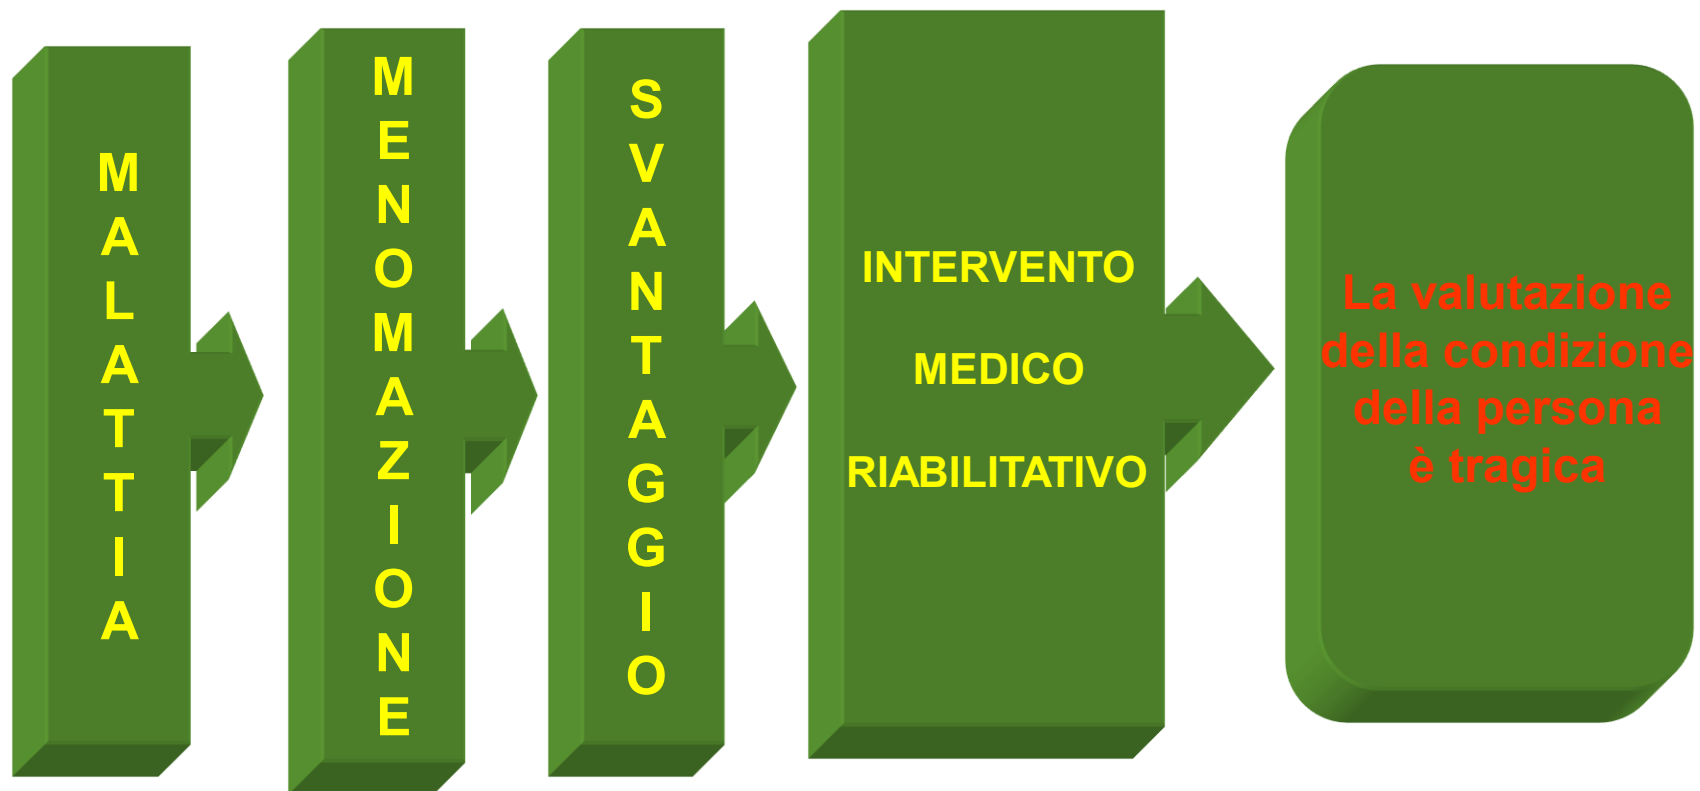 MALATTIA
MENOMAZIONE
SVANTAGGIO
INTERVENTO
MEDICO
RIABILITATIVO
La valutazione
della condizione
della persona
è tragica